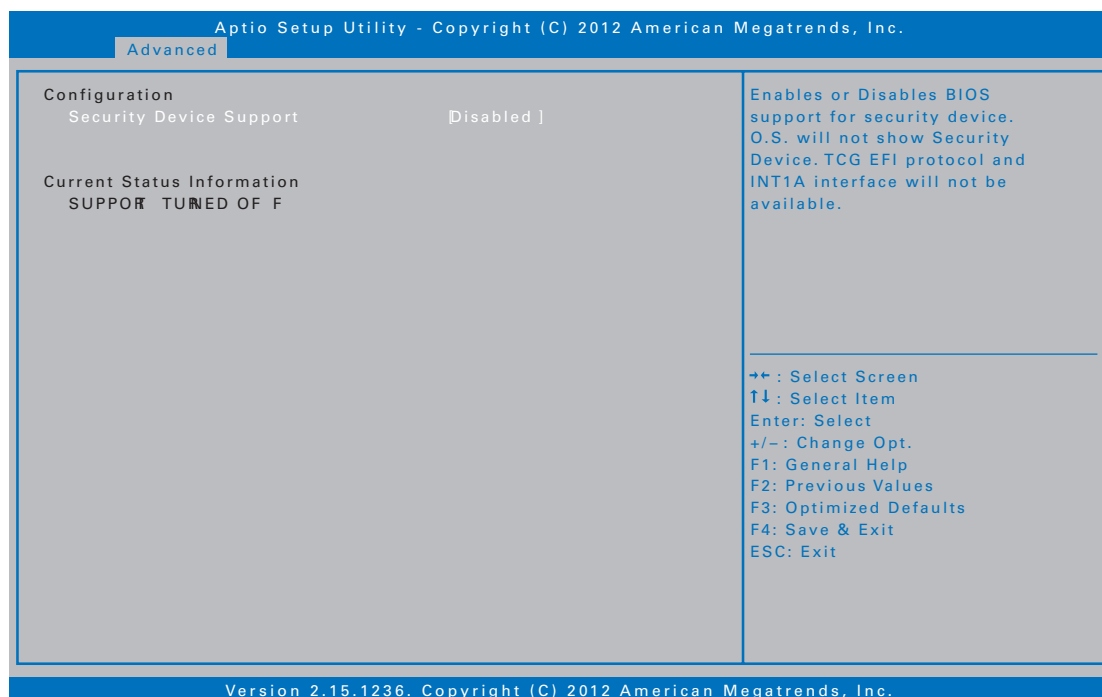 Aptio Setup Utility - Copyright (C) 2012 American Megatrends, Inc.
Advanced
Configuration
Security Device Support [Disabled ]
Current Status Information
SUPPORT TURNED OF F
Enables or Disables BIOS
support for security device.
O.S. will not show Security
Device. TCG EFI protocol and
INT1A interface will not be
available.
→← : Select Screen
↑↓ : Select Item
Enter: Select
+/– : Change Opt.
F1: General Help
F2: Previous Values
F3: Optimized Defaults
F4: Save & Exit
ESC: Exit
Version 2.15.1236. Copyright (C) 2012 American Megatrends, Inc.